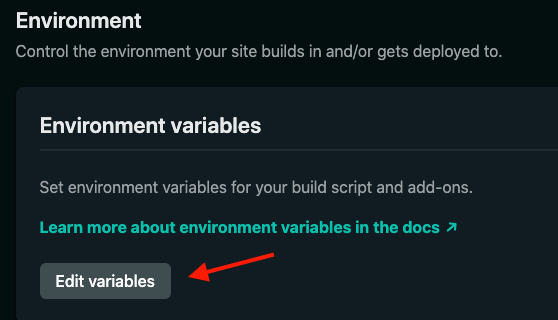 Environment
Control the environment your site builds in and/or gets deployed to.
Environment variables
Set environment variables for your build script and add-ons.
Learn more about environment variables in the docs ↗
Edit variables